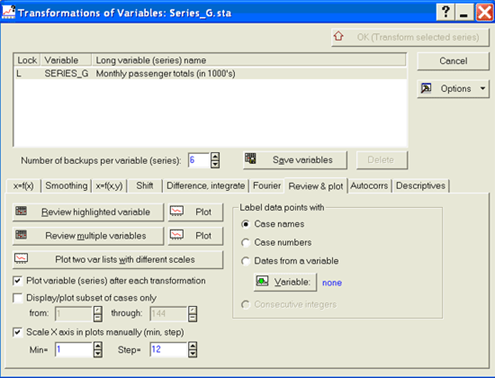 Transformations of Variables: Series_G.sta
OK (Transform selected series)
Lock Variable Long variable (series) name
L SERIES_G Monthly passenger totals (in 1000's)
Cancel
Options
Number of backups per variable (series): 6 Save variables Delete
x=f(x) Smoothing x=f(x,y) Shift Difference, integrate Fourier Review & plot Autocorrs Descriptives
Review highlighted variable Plot
Review multiple variables Plot
Plot two var lists with different scales
Plot variable (series) after each transformation
Display/plot subset of cases only
from: 1 through: 144
Scale X axis in plots manually (min, step)
Min= 1 Step= 12
Label data points with
Case names
Case numbers
Dates from a variable
Variable: none
Consecutive integers